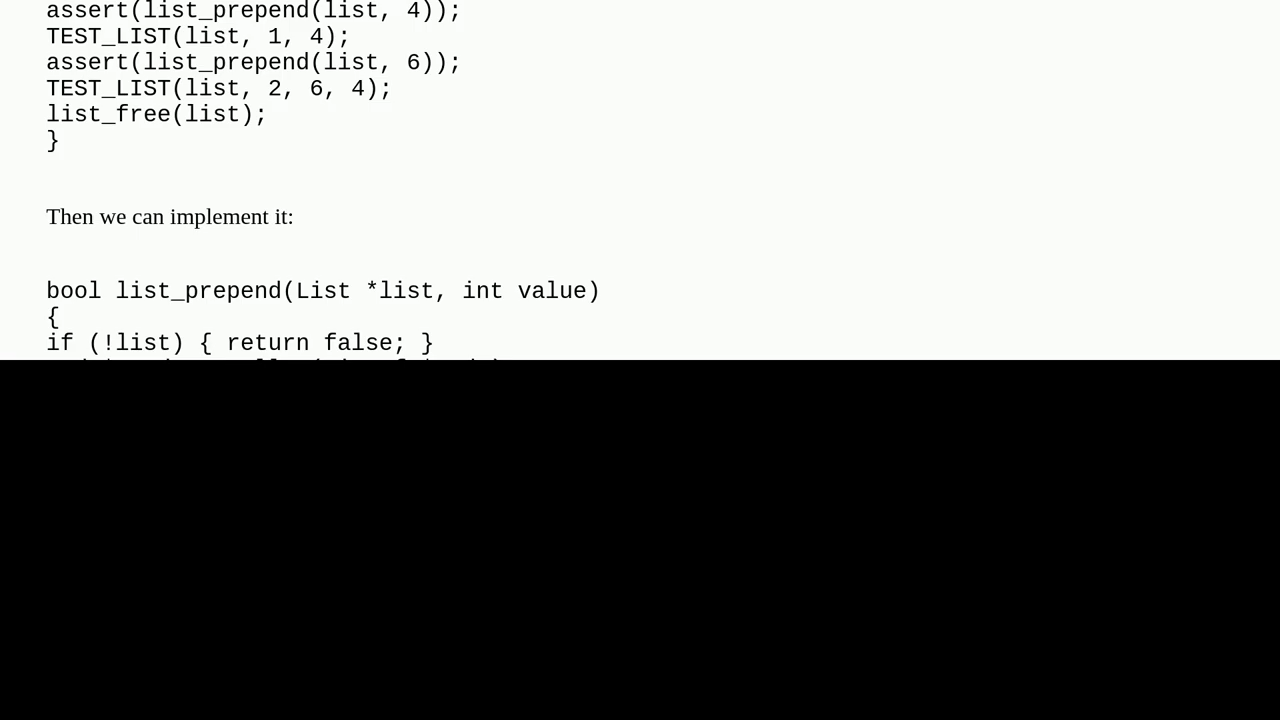 assert(list_prepend(list, 4));
TEST_LIST(list, 1, 4);
assert(list_prepend(list, 6));
TEST_LIST(list, 2, 6, 4);
list_free(list);
}
Then we can implement it:
bool list_prepend(List *list, int value)
{
if (!list) { return false; }